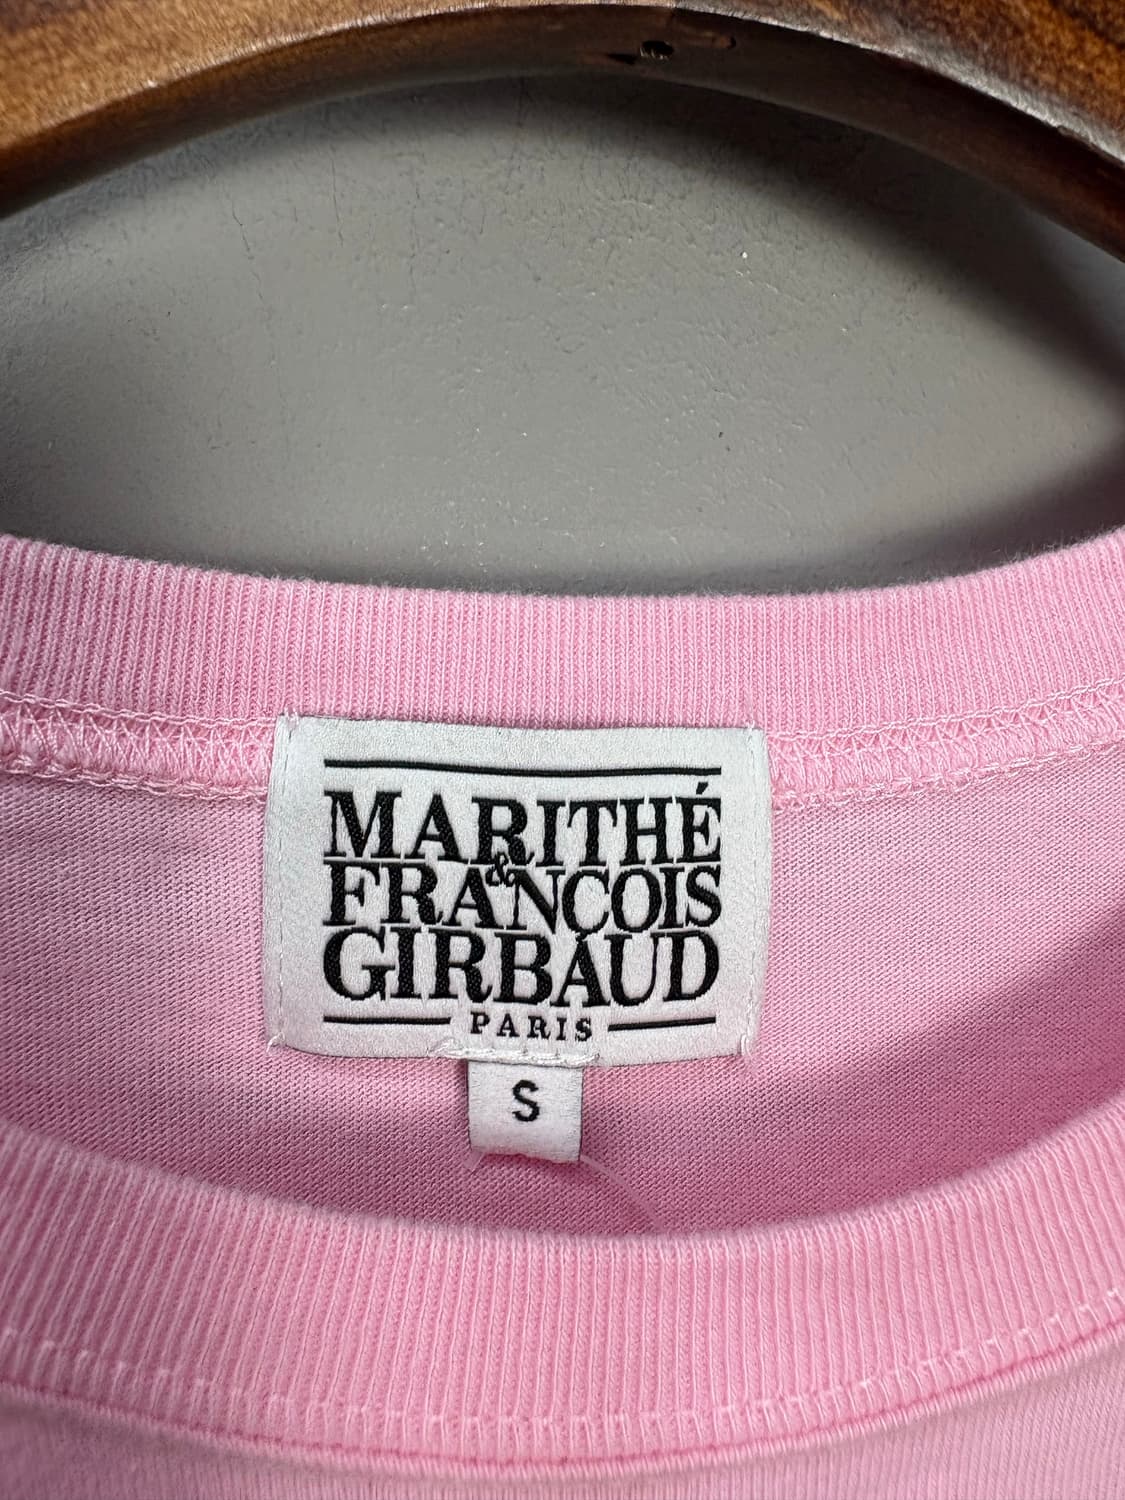 MARITHÉ
&
FRANÇOIS
GIRBAUD
PARIS
S